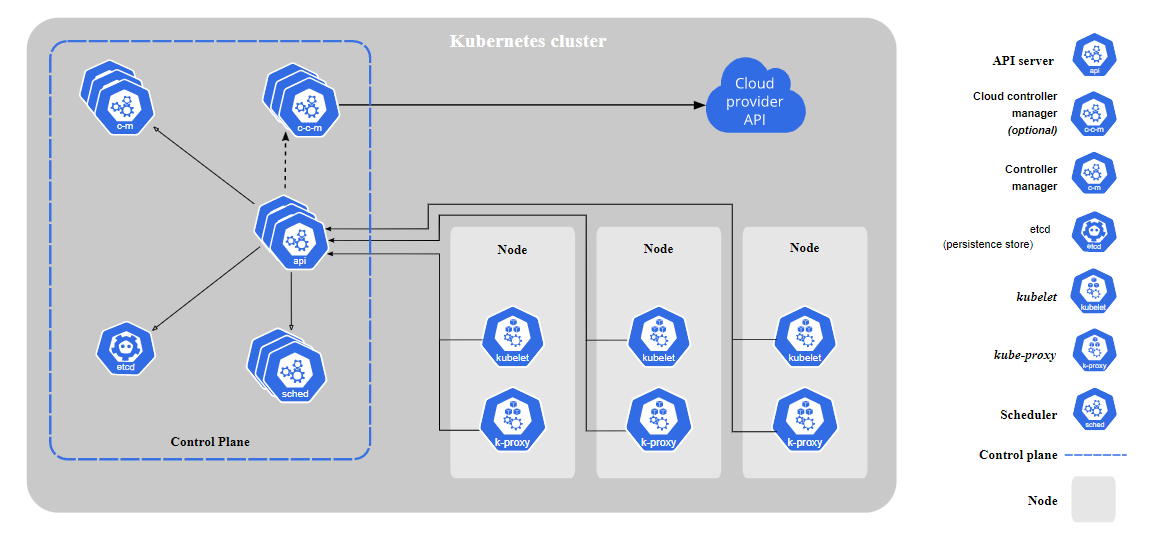 Kubernetes cluster
c-m
c-c-m
Cloud
provider
API
api
etcd
sched
Control Plane
Node
Node
Node
kubelet
kubelet
kubelet
k-proxy
k-proxy
k-proxy
API server
api
Cloud controller
manager
(optional)
c-c-m
Controller
manager
c-m
etcd
(persistence store)
etcd
kubelet
kubelet
kube-proxy
k-proxy
Scheduler
sched
Control plane
Node